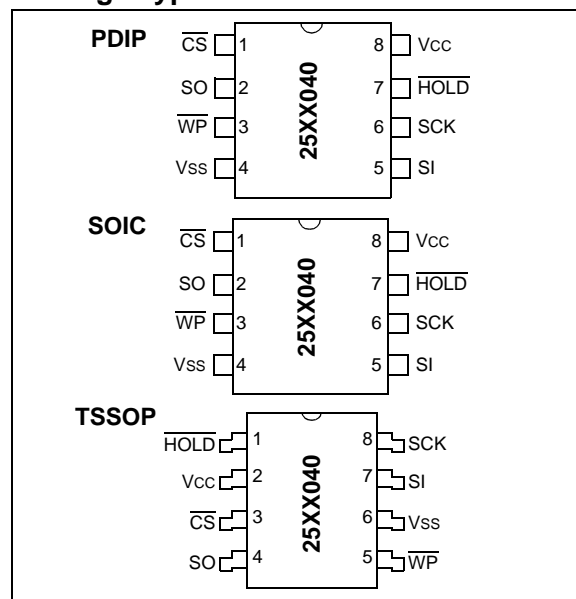 PDIP
CS 1 8 VCC
SO 2 7 HOLD
WP 3 6 SCK
VSS 4 5 SI
25XX040
SOIC
CS 1 8 VCC
SO 2 7 HOLD
WP 3 6 SCK
VSS 4 5 SI
25XX040
TSSOP
HOLD 1 8 SCK
VCC 2 7 SI
CS 3 6 VSS
SO 4 5 WP
25XX040